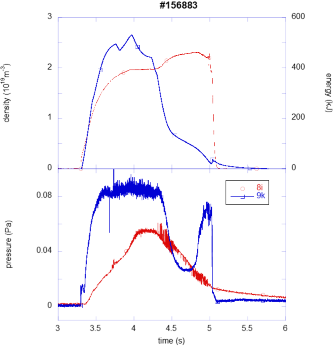 #156883
3
2
1
0
density (10¹⁹m⁻³)
600
400
200
0
energy (kJ)
0.08
0.04
0
pressure (Pa)
8i
9k
3 3.5 4 4.5 5 5.5 6
time (s)